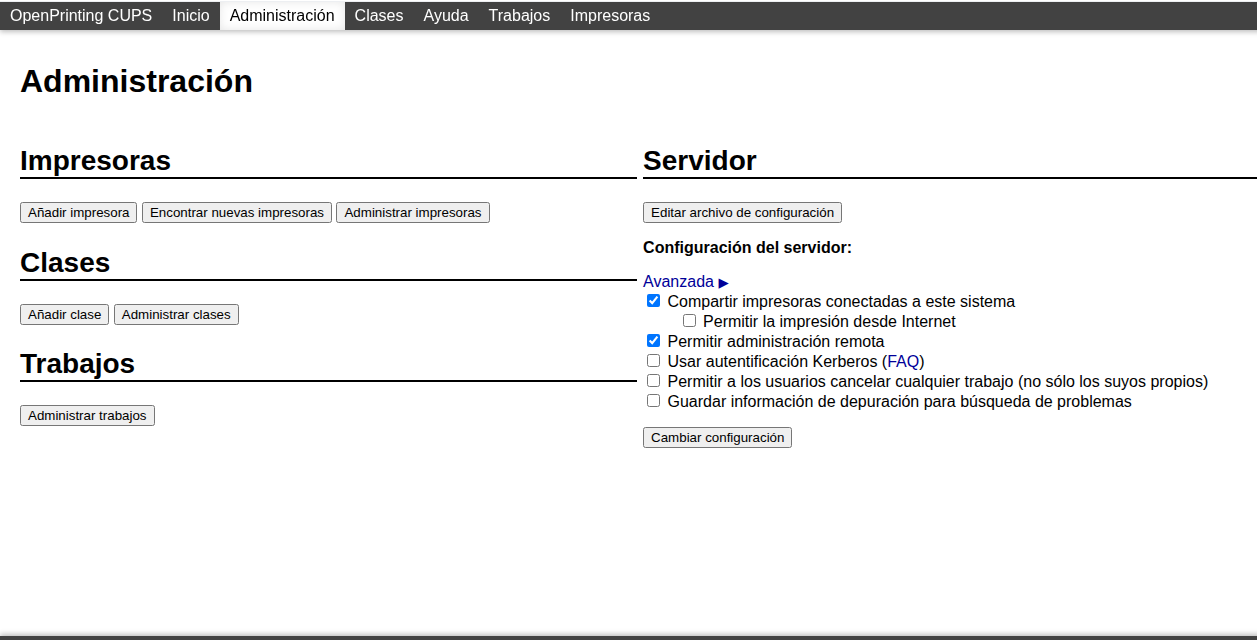 OpenPrinting CUPS Inicio Administración Clases Ayuda Trabajos Impresoras
Administración
Impresoras
Añadir impresora Encontrar nuevas impresoras Administrar impresoras
Clases
Añadir clase Administrar clases
Trabajos
Administrar trabajos
Servidor
Editar archivo de configuración
Configuración del servidor:
Avanzada ▶
Compartir impresoras conectadas a este sistema
Permitir la impresión desde Internet
Permitir administración remota
Usar autentificación Kerberos (FAQ)
Permitir a los usuarios cancelar cualquier trabajo (no sólo los suyos propios)
Guardar información de depuración para búsqueda de problemas
Cambiar configuración